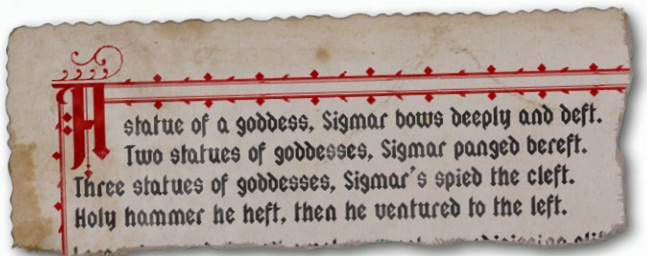 A statue of a goddess, Sigmar bows deeply and deft.
Two statues of goddesses, Sigmar panged bereft.
Three statues of goddesses, Sigmar's spied the cleft.
Holy hammer he heft, then he ventured to the left.